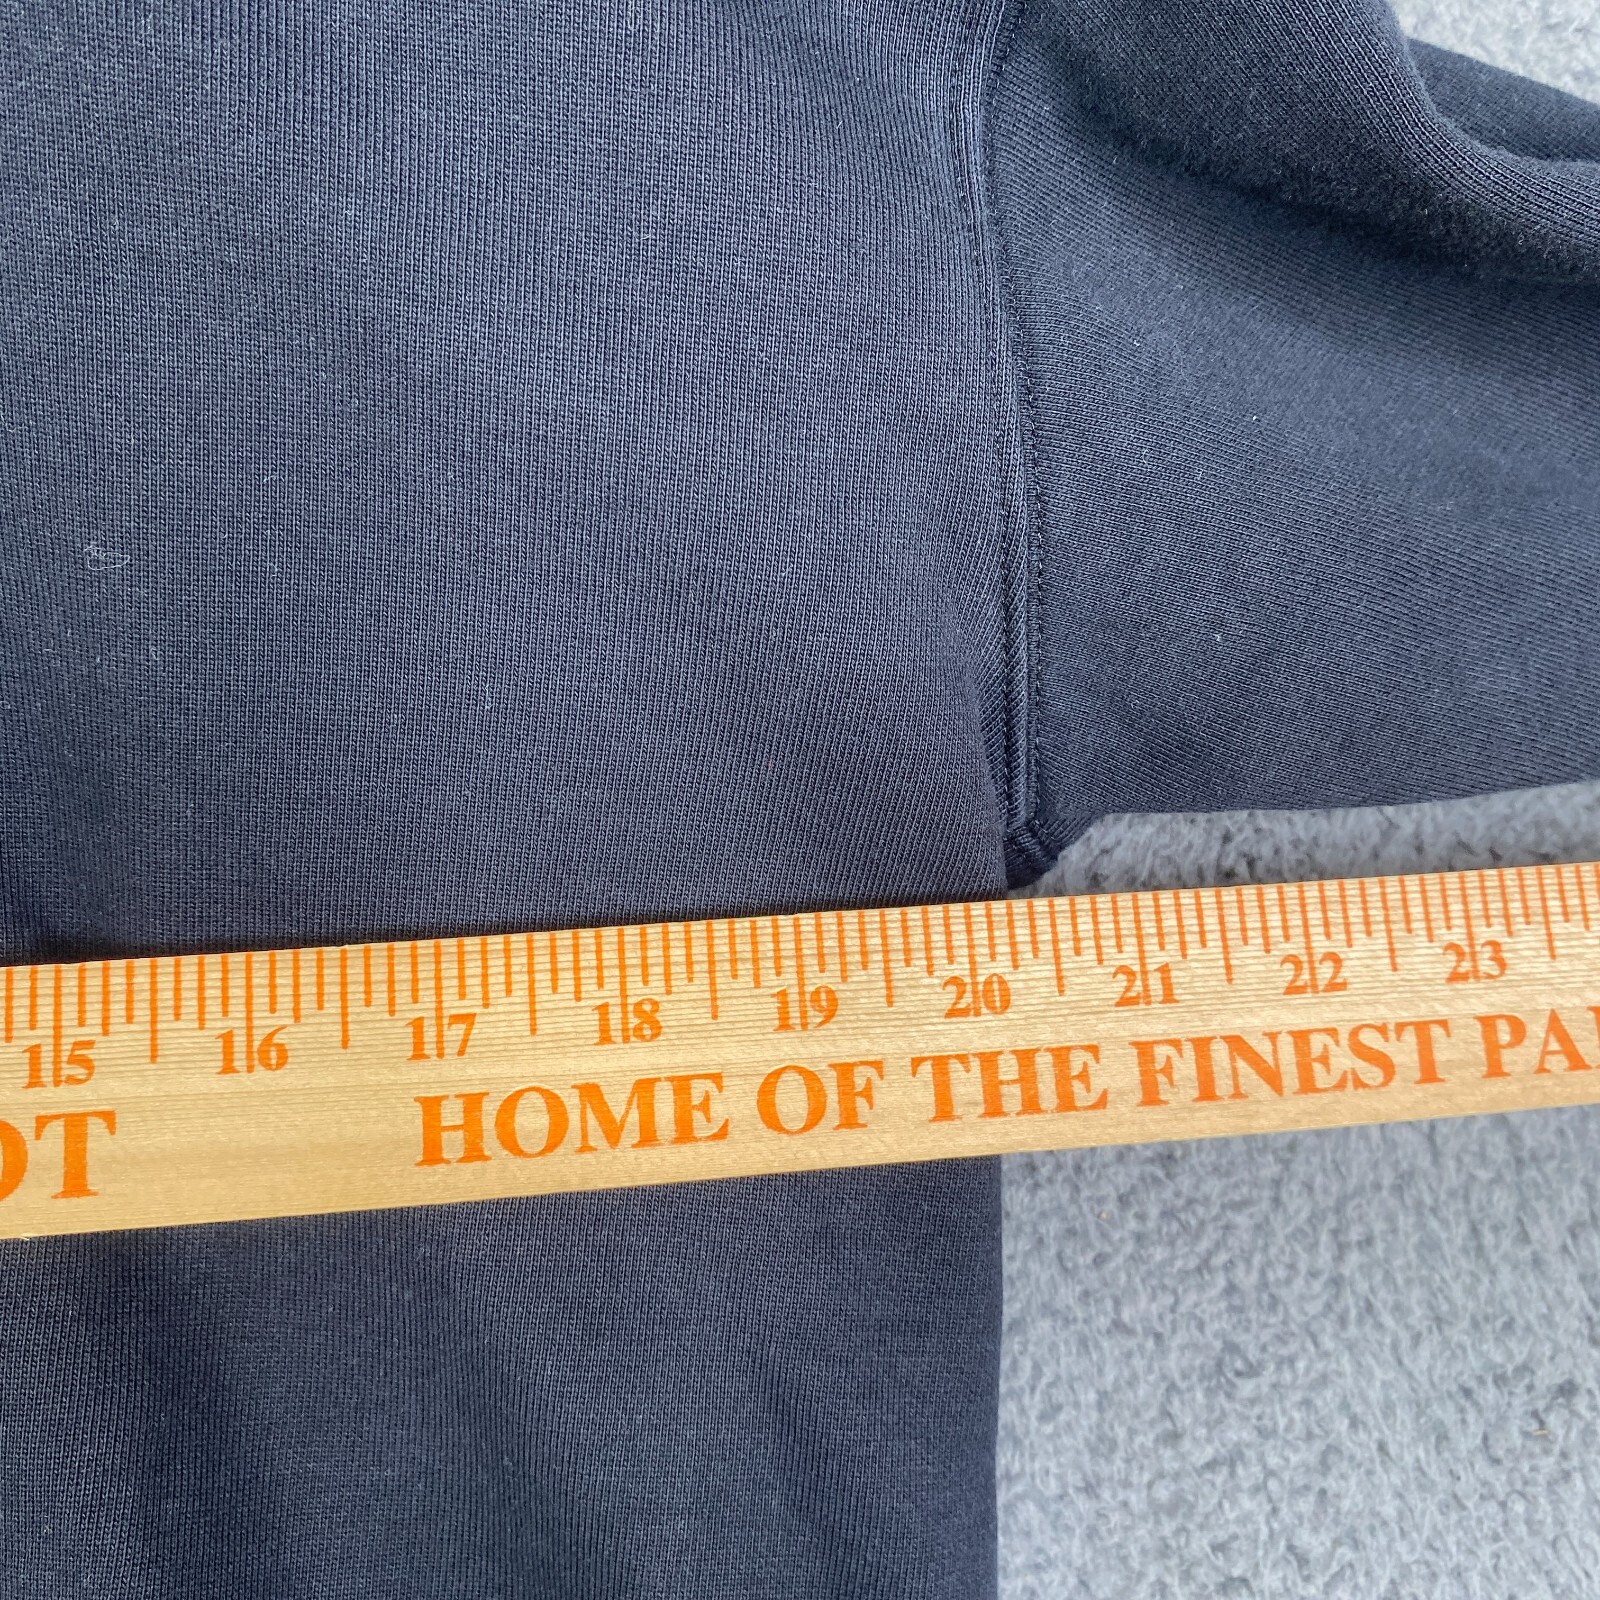 15 16 17 18 19 20 21 22 23
OT HOME OF THE FINEST PA